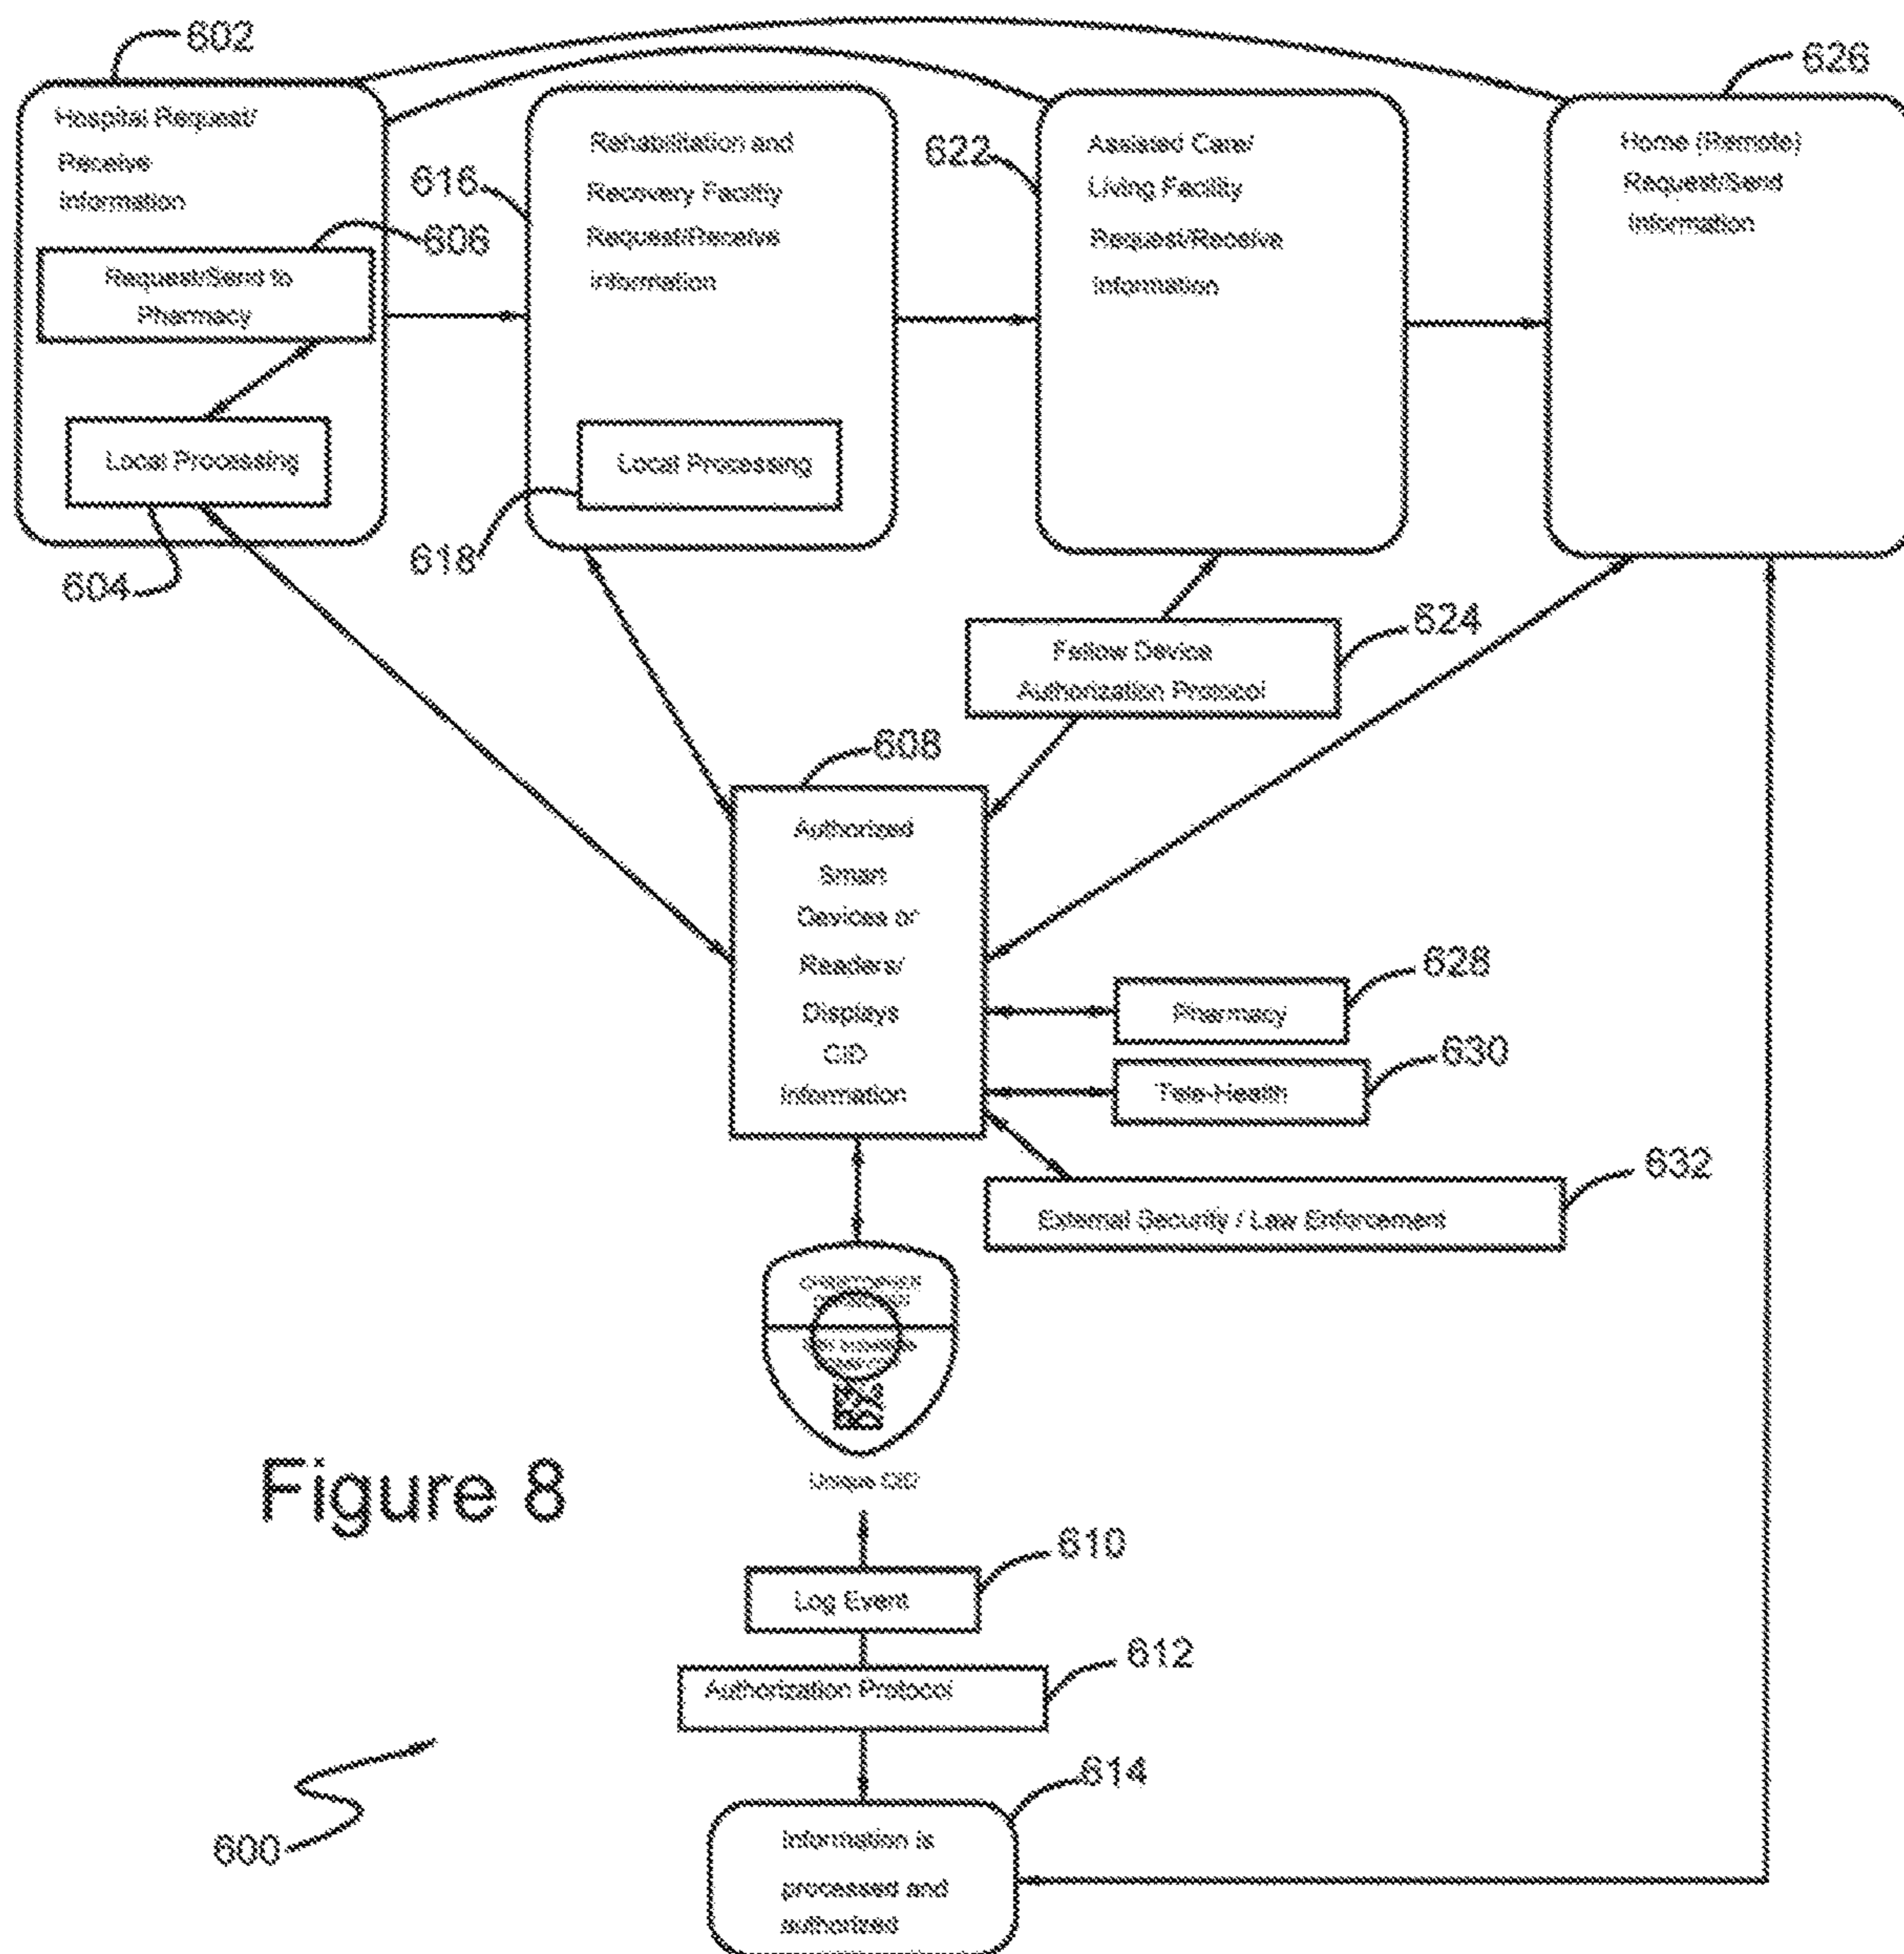 602
Hospital Request/
Receive
Information
606
Request/Send to
Pharmacy
Local Processing
604
616
Rehabilitation and
Recovery Facility
Request/Receive
Information
Local Processing
618
622
Assisted Care/
Living Facility
Request/Receive
Information
626
Home (Remote)
Request/Send
Information
624
Fellow Device
Authorization Protocol
608
Authorized
Smart
Devices or
Readers/
Displays
CID
Information
628
Pharmacy
630
Tele-Health
632
External Security / Law Enforcement
Unique CID
Figure 8
610
Log Event
612
Authorization Protocol
614
Information is
processed and
authorized
600